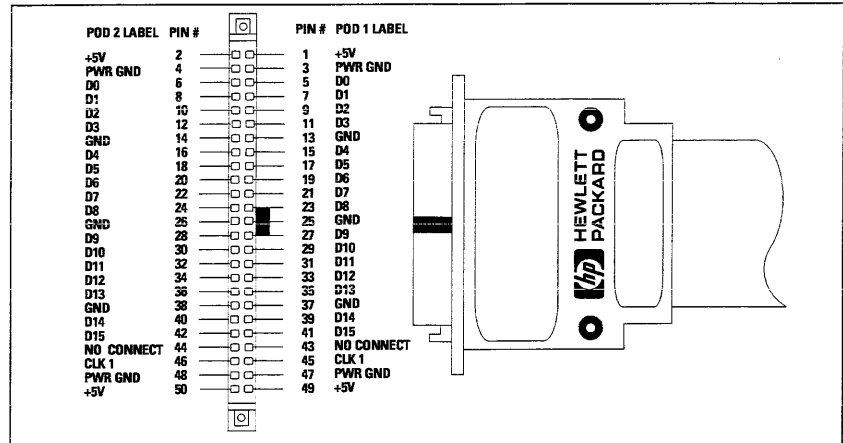 POD 2 LABEL PIN # PIN # POD 1 LABEL
+5V 2 1 +5V
PWR GND 4 3 PWR GND
D0 6 5 D0
D1 8 7 D1
D2 10 9 D2
D3 12 11 D3
GND 14 13 GND
D4 16 15 D4
D5 18 17 D5
D6 20 19 D6
D7 22 21 D7
D8 24 23 D8
GND 26 25 GND
D9 28 27 D9
D10 30 29 D10
D11 32 31 D11
D12 34 33 D12
D13 36 35 D13
GND 38 37 GND
D14 40 39 D14
D15 42 41 D15
NO CONNECT 44 43 NO CONNECT
CLK 1 46 45 CLK 1
PWR GND 48 47 PWR GND
+5V 50 49 +5V
hp HEWLETT
PACKARD